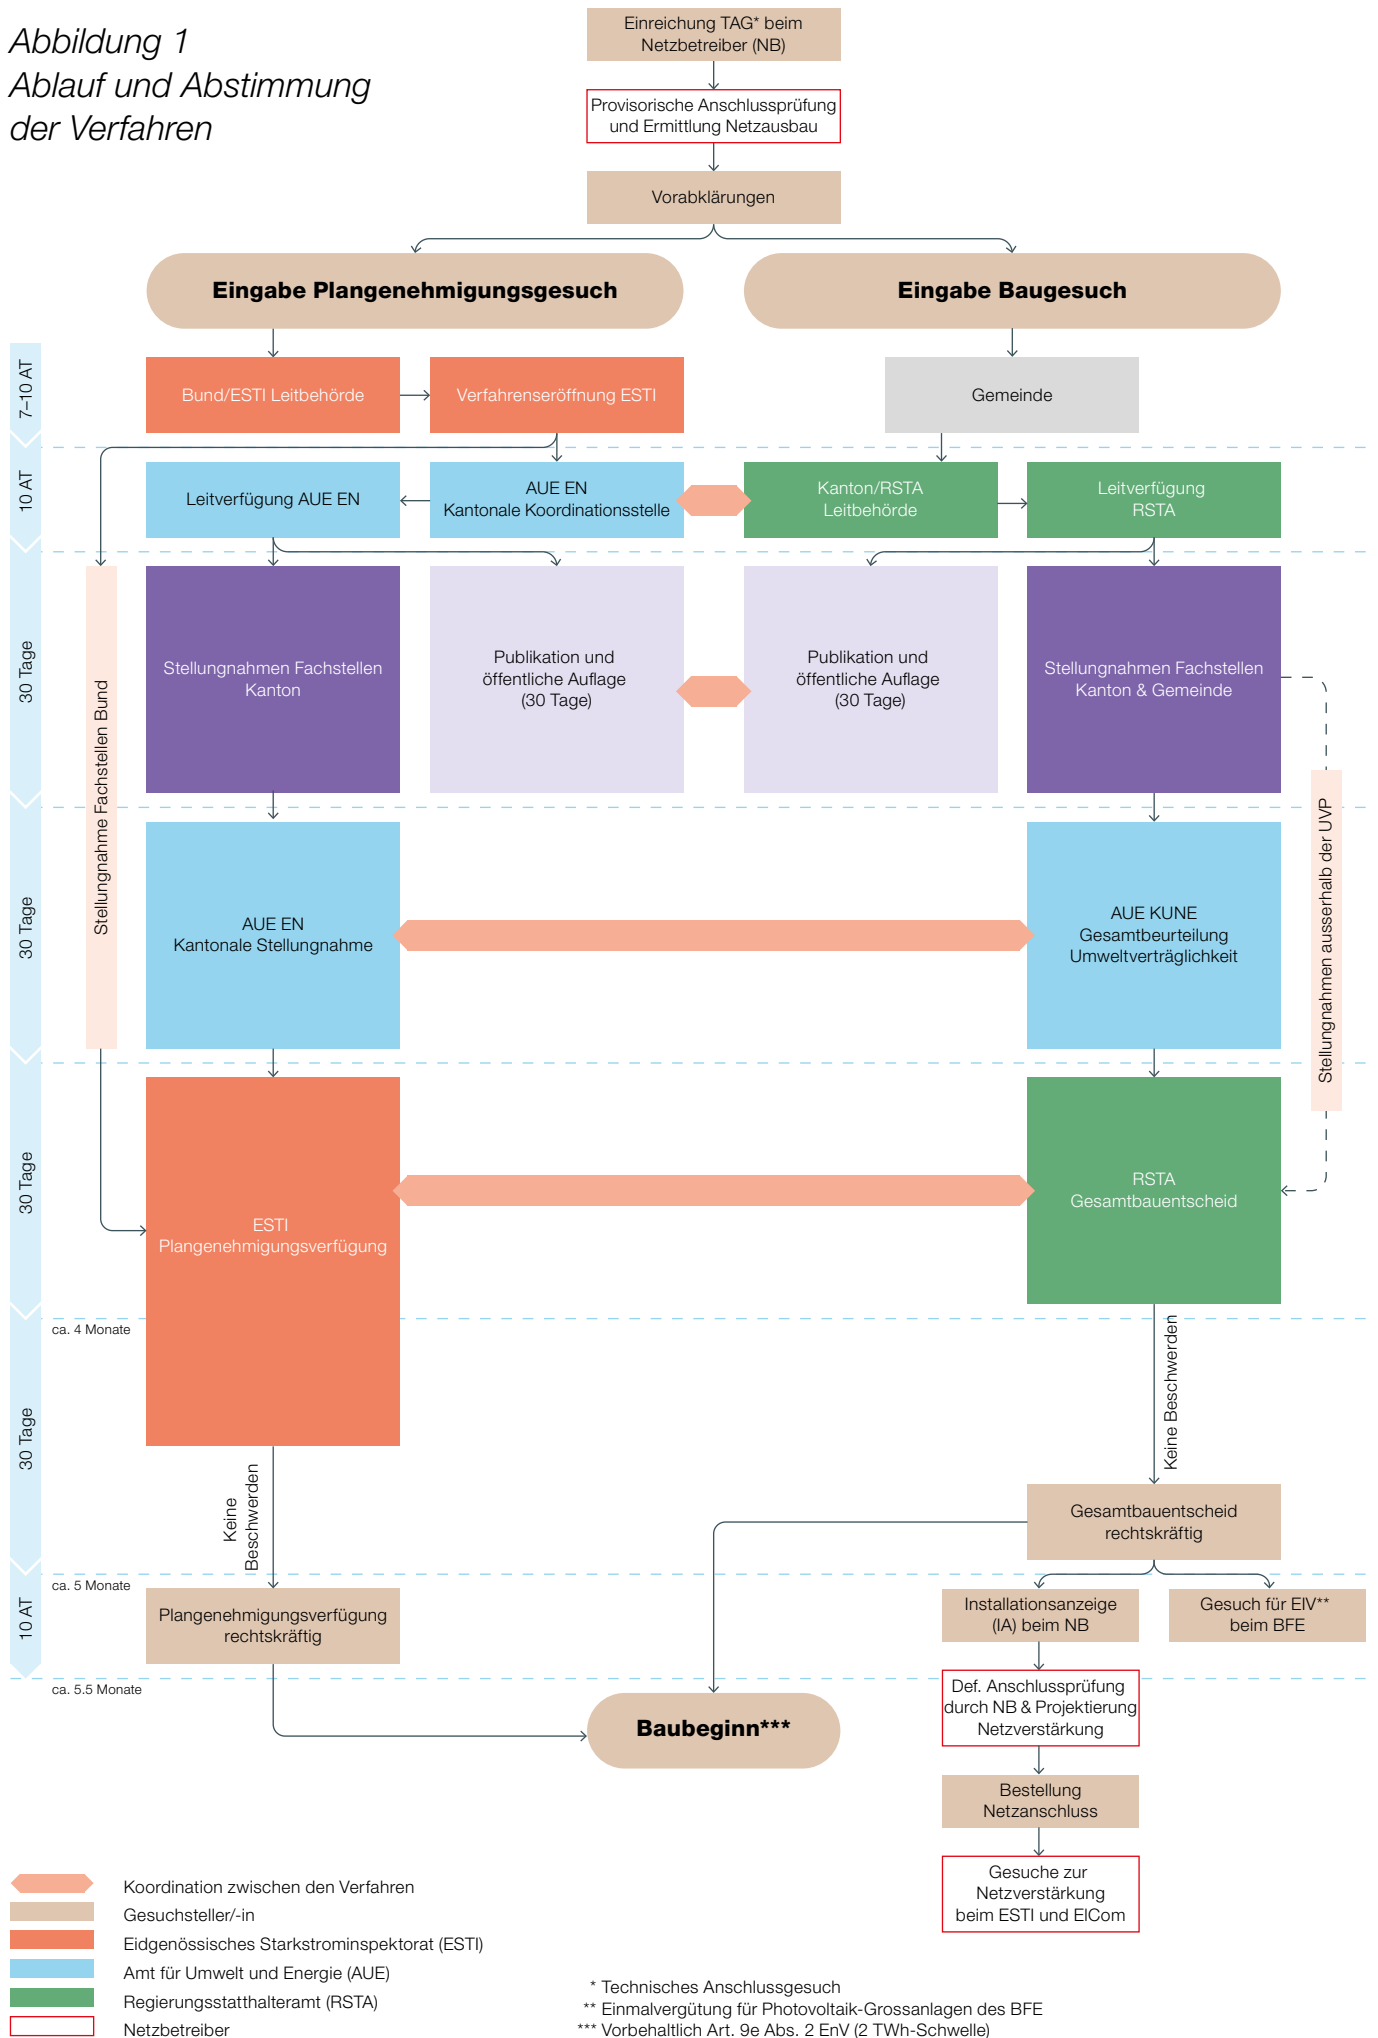 Abbildung 1
Ablauf und Abstimmung
der Verfahren
Einreichung TAG* beim
Netzbetreiber (NB)
Provisorische Anschlussprüfung
und Ermittlung Netzausbau
Vorabklärungen
Eingabe Plangenehmigungsgesuch
Eingabe Baugesuch
7–10 AT
Bund/ESTI Leitbehörde
Verfahrenseröffnung ESTI
Gemeinde
10 AT
Leitverfügung AUE EN
AUE EN
Kantonale Koordinationsstelle
Kanton/RSTA
Leitbehörde
Leitverfügung
RSTA
30 Tage
Stellungnahme Fachstellen Bund
Stellungnahmen Fachstellen
Kanton
Publikation und
öffentliche Auflage
(30 Tage)
Publikation und
öffentliche Auflage
(30 Tage)
Stellungnahmen Fachstellen
Kanton & Gemeinde
Stellungnahmen ausserhalb der UVP
30 Tage
AUE EN
Kantonale Stellungnahme
AUE KUNE
Gesamtbeurteilung
Umweltverträglichkeit
30 Tage
ESTI
Plangenehmigungsverfügung
RSTA
Gesamtbauentscheid
ca. 4 Monate
30 Tage
Keine
Beschwerden
Keine Beschwerden
Gesamtbauentscheid
rechtskräftig
ca. 5 Monate
10 AT
Plangenehmigungsverfügung
rechtskräftig
Installationsanzeige
(IA) beim NB
Gesuch für EIV**
beim BFE
ca. 5.5 Monate
Def. Anschlussprüfung
durch NB & Projektierung
Netzverstärkung
Baubeginn***
Bestellung
Netzanschluss
Gesuche zur
Netzverstärkung
beim ESTI und ElCom
Koordination zwischen den Verfahren
Gesuchsteller/-in
Eidgenössisches Starkstrominspektorat (ESTI)
Amt für Umwelt und Energie (AUE)
Regierungsstatthalteramt (RSTA)
Netzbetreiber
* Technisches Anschlussgesuch
** Einmalvergütung für Photovoltaik-Grossanlagen des BFE
*** Vorbehaltlich Art. 9e Abs. 2 EnV (2 TWh-Schwelle)